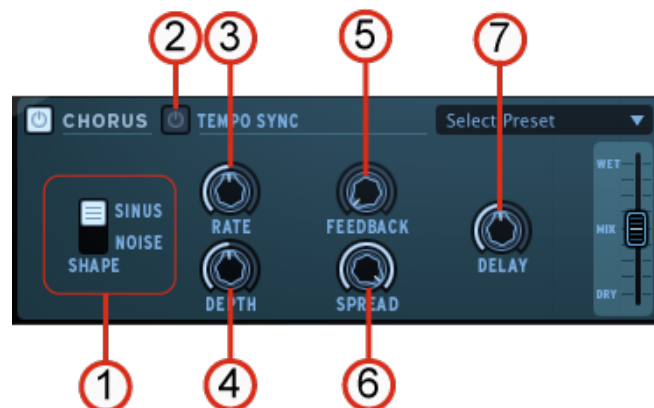 2 3 5 7
CHORUS TEMPO SYNC Select Preset
WET
SINUS
NOISE
SHAPE
RATE FEEDBACK
MIX
DELAY
DEPTH SPREAD
DRY
1 4 6